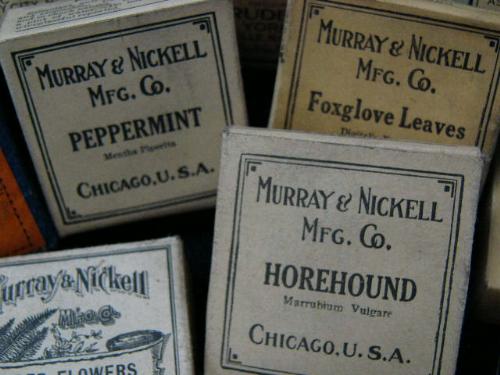 MURRAY & NICKELL
MFG. CO.
PEPPERMINT
Mentha Piperita
CHICAGO, U.S.A.
MURRAY & NICKELL
MFG. CO.
Foxglove Leaves
MURRAY & NICKELL
MFG. CO.
HOREHOUND
Marrubium Vulgare
CHICAGO, U.S.A.
Murray & Nickell
Mfg. Co.
FLOWERS